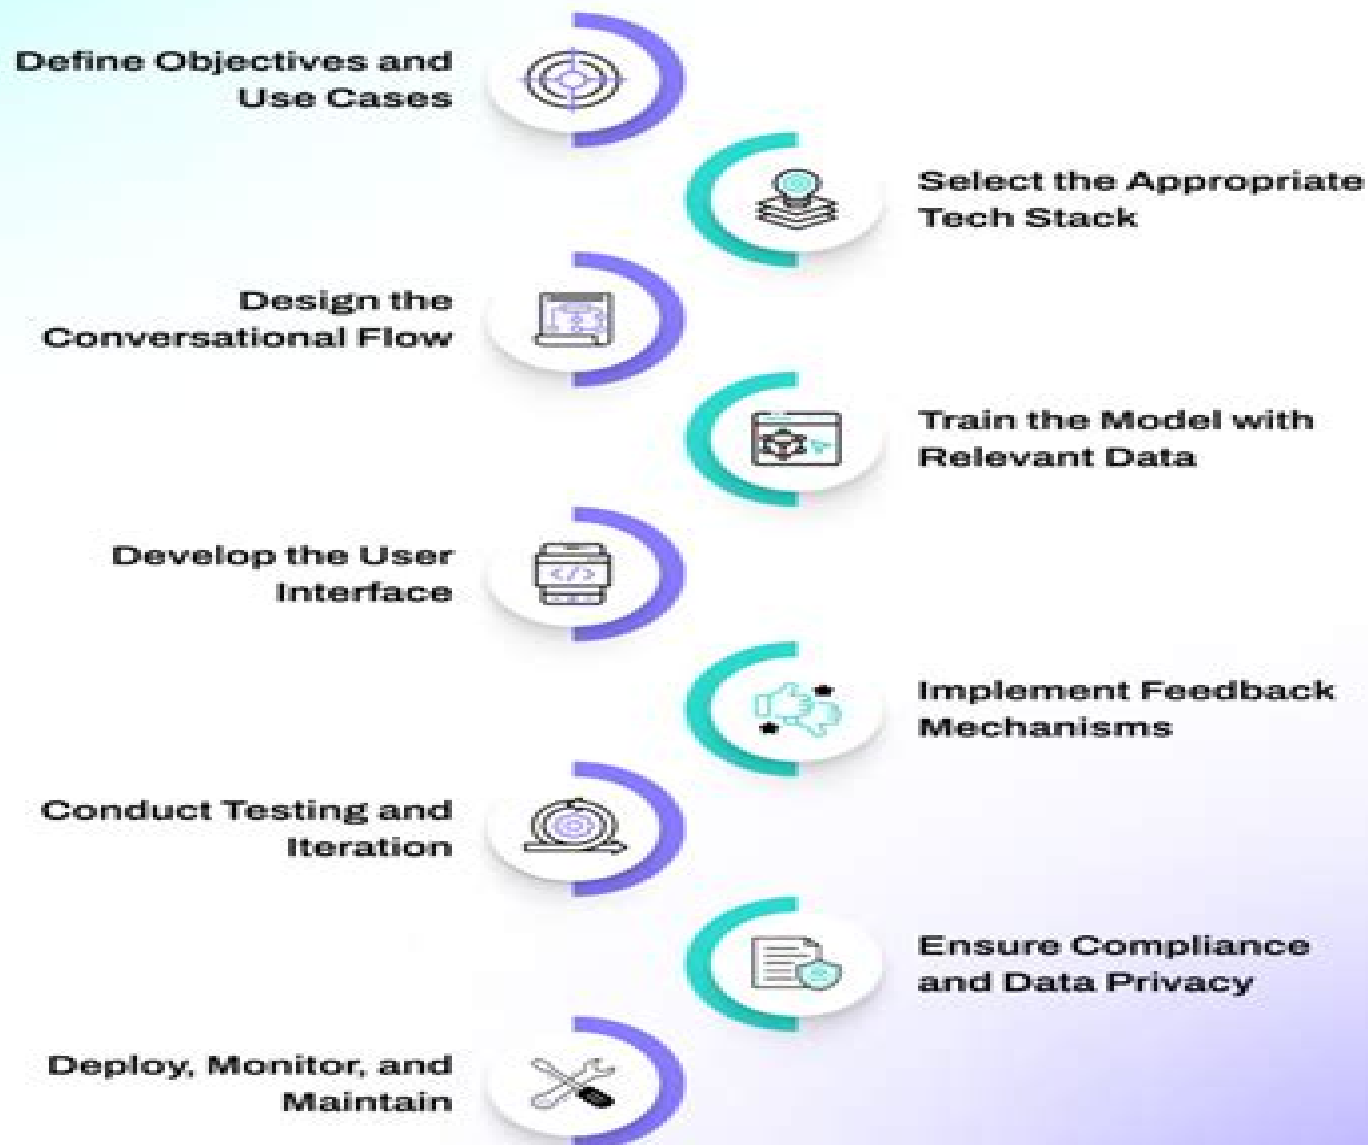 Define Objectives and
Use Cases
Select the Appropriate
Tech Stack
Design the
Conversational Flow
Train the Model with
Relevant Data
Develop the User
Interface
Implement Feedback
Mechanisms
Conduct Testing and
Iteration
Ensure Compliance
and Data Privacy
Deploy, Monitor, and
Maintain